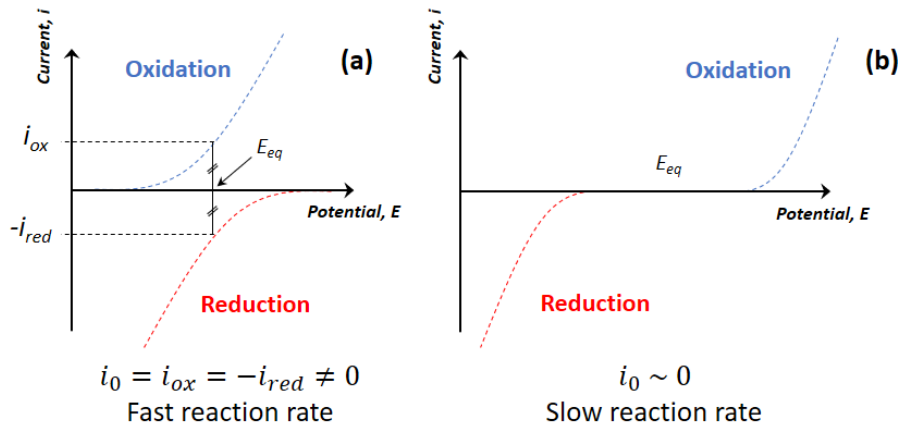 Current, i
Oxidation
(a)
i_ox
E_eq
Potential, E
-i_red
Reduction
i_0 = i_ox = −i_red ≠ 0
Fast reaction rate
Current, i
Oxidation
(b)
E_eq
Potential, E
Reduction
i_0 ~ 0
Slow reaction rate